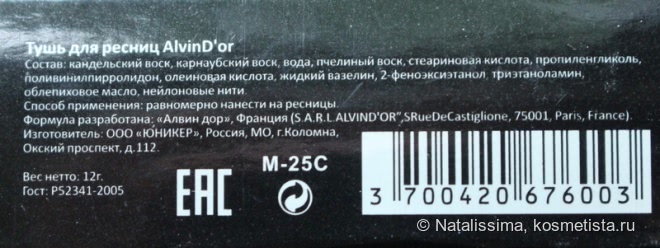 Тушь для ресниц AlvinD'or
Состав: кандельский воск, карнаубский воск, вода, пчелиный воск, стеариновая кислота, пропиленгликоль,
поливинилпирролидон, олеиновая кислота, жидкий вазелин, 2-феноэксиэтанол, триэтаноламин,
облепиховое масло, нейлоновые нити.
Способ применения: равномерно нанести на ресницы.
Формула разработана: «Алвин дор», Франция (S.A.R.L ALVIND'OR",5RueDeCastiglione, 75001, Paris, France).
Изготовитель: ООО «ЮНИКЕР», Россия, МО, г.Коломна,
Окский проспект, д.112.
Вес нетто: 12г.
Гост: Р52341-2005
EAC
M-25C
3 700420 676003
© Natalissima, kosmetista.ru